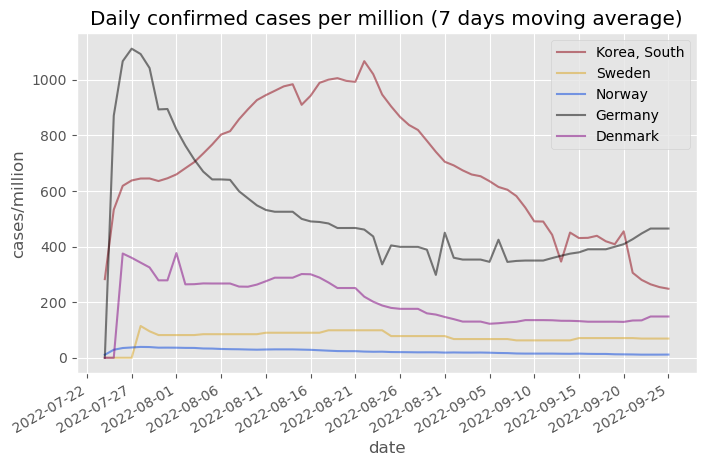 Daily confirmed cases per million (7 days moving average)
Korea, South
Sweden
Norway
Germany
Denmark
1000
800
600
400
200
0
cases/million
2022-07-22
2022-07-27
2022-08-01
2022-08-06
2022-08-11
2022-08-16
2022-08-21
2022-08-26
2022-08-31
2022-09-05
2022-09-10
2022-09-15
2022-09-20
2022-09-25
date